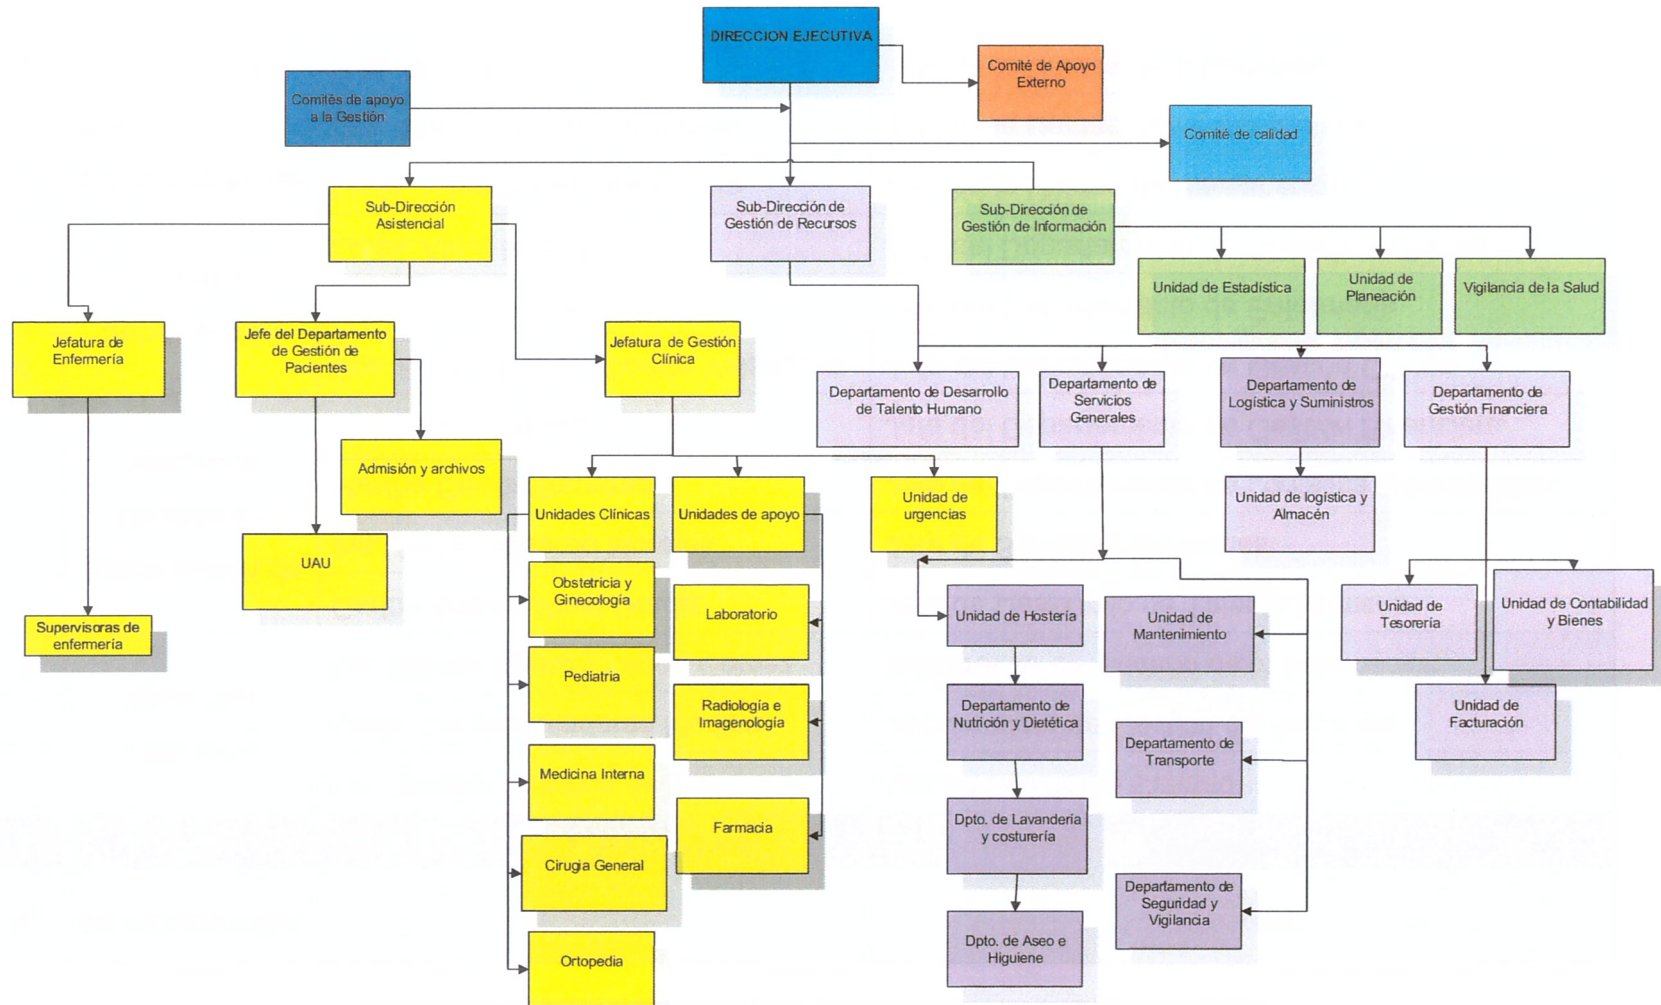 DIRECCION EJECUTIVA
Comité de Apoyo
Externo
Comités de apoyo
a la Gestión
Comité de calidad
Sub-Dirección
Asistencial
Sub-Dirección de
Gestión de Recursos
Sub-Dirección de
Gestión de Información
Unidad de Estadística
Unidad de
Planeación
Vigilancia de la Salud
Jefatura de
Enfermería
Jefe del Departamento
de Gestión de
Pacientes
Jefatura de Gestión
Clínica
Departamento de Desarrollo
de Talento Humano
Departamento de
Servicios
Generales
Departamento de
Logística y Suministros
Departamento de
Gestión Financiera
Admisión y archivos
Unidades Clínicas
Unidades de apoyo
Unidad de
urgencias
Unidad de logística y
Almacén
UAU
Obstetricia y
Ginecología
Laboratorio
Unidad de Hostería
Unidad de
Mantenimiento
Unidad de
Tesorería
Unidad de Contabilidad
y Bienes
Supervisoras de
enfermería
Pediatria
Radiología e
Imagenología
Departamento de
Nutrición y Dietética
Departamento de
Transporte
Unidad de
Facturación
Medicina Interna
Farmacia
Dpto. de Lavandería
y costurería
Cirugia General
Departamento de
Seguridad y
Vigilancia
Dpto. de Aseo e
Higuiene
Ortopedia